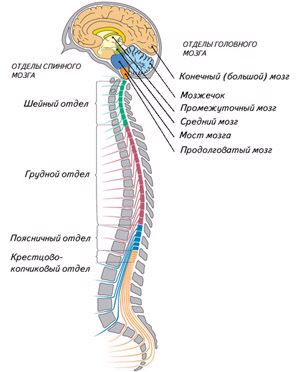 ОТДЕЛЫ ГОЛОВНОГО
МОЗГА
Конечный (большой) мозг
Мозжечок
Промежуточный мозг
Средний мозг
Мост мозга
Продолговатый мозг
ОТДЕЛЫ СПИННОГО
МОЗГА
Шейный отдел
Грудной отдел
Поясничный отдел
Крестцово-
копчиковый отдел